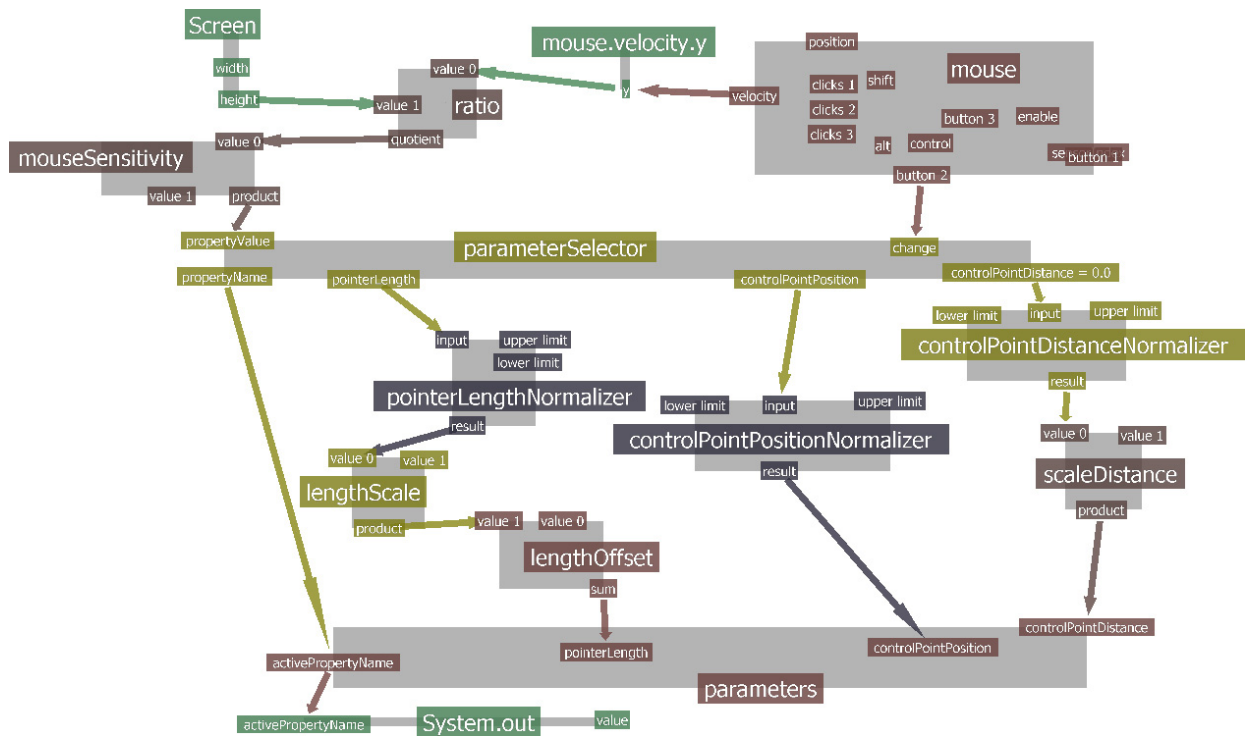 Screen
width
height
mouse.velocity.y
y
position
mouse
velocity
clicks 1
shift
clicks 2
clicks 3
button 3
enable
alt
control
button 1
button 2
value 0
value 1
ratio
quotient
value 0
mouseSensitivity
value 1
product
propertyValue
parameterSelector
change
propertyName
pointerLength
controlPointPosition
controlPointDistance = 0.0
lower limit
input
upper limit
controlPointDistanceNormalizer
result
input
upper limit
lower limit
pointerLengthNormalizer
result
lower limit
input
upper limit
controlPointPositionNormalizer
result
value 0
value 1
scaleDistance
product
value 0
value 1
lengthScale
product
value 1
value 0
lengthOffset
sum
activePropertyName
pointerLength
controlPointPosition
controlPointDistance
parameters
activePropertyName
System.out
value